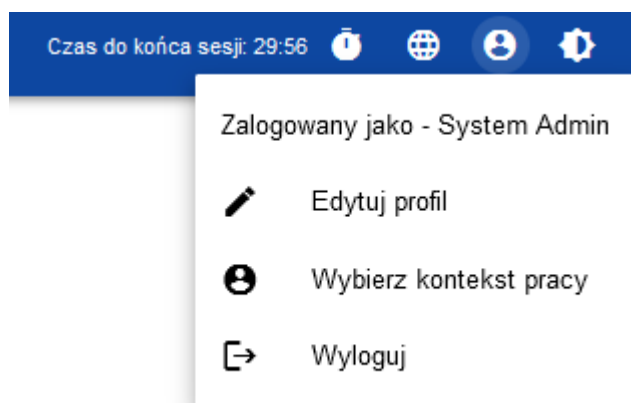 Czas do końca sesji: 29:56
Zalogowany jako - System Admin
Edytuj profil
Wybierz kontekst pracy
Wyloguj